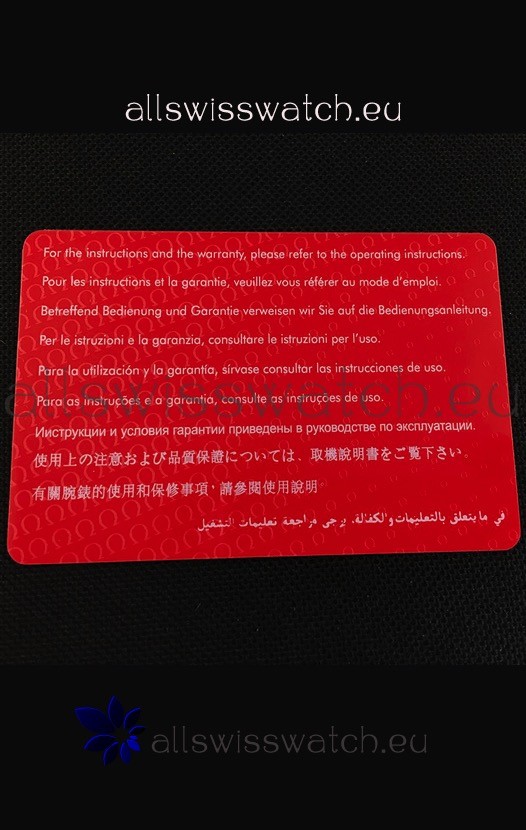 allswisswatch.eu
For the instructions and the warranty, please refer to the operating instructions.
Pour les instructions et la garantie, veuillez vous référer au mode d'emploi.
Betreffend Bedienung und Garantie verweisen wir Sie auf die Bedienungsanleitung.
Per le istruzioni e la garanzia, consultare le istruzioni per l'uso.
Para la utilización y la garantía, sírvase consultar las instrucciones de uso.
allswisswatch.eu
Para as instruções e a garantia, consulte as instruções de uso.
Инструкции и условия гарантии приведены в руководстве по эксплуатации.
使用上の注意および品質保證については、取機說明書をご覧下さい。
有關腕錶的使用和保修事項，請參閱使用說明。
في ما يتعلق بالتعليمات والكفالة، يرجى مراجعة تعليمات التشغيل
allswisswatch.eu